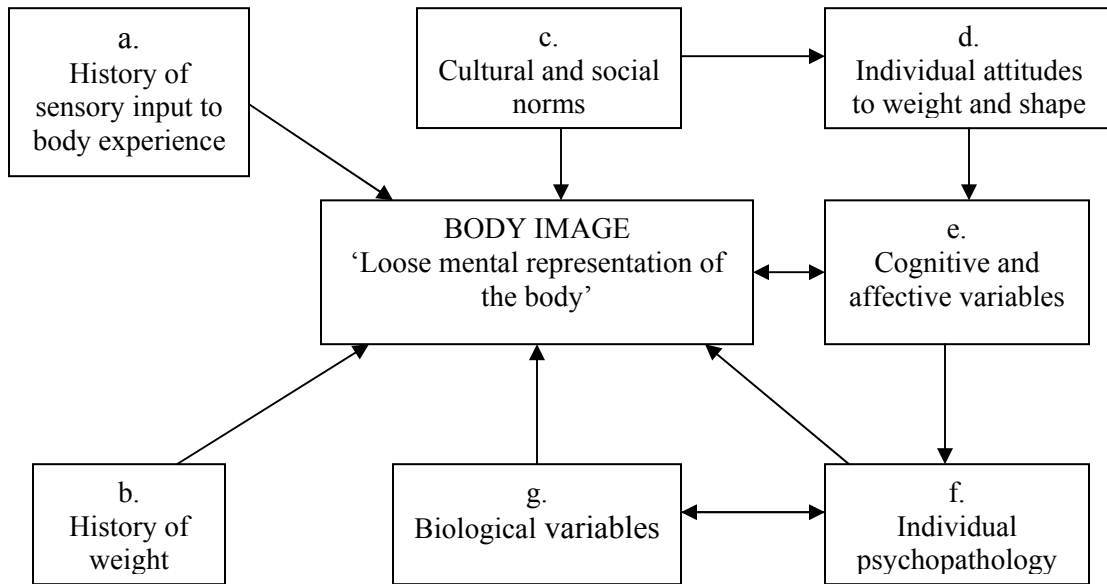 a.
History of
sensory input to
body experience
c.
Cultural and social
norms
d.
Individual attitudes
to weight and shape
BODY IMAGE
‘Loose mental representation of
the body’
e.
Cognitive and
affective variables
b.
History of
weight
g.
Biological variables
f.
Individual
psychopathology